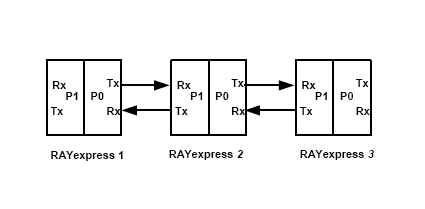 Rx Tx Rx Tx Rx Tx
P1 P0 P1 P0 P1 P0
Tx Rx Tx Rx Tx Rx
RAYexpress 1 RAYexpress 2 RAYexpress 3